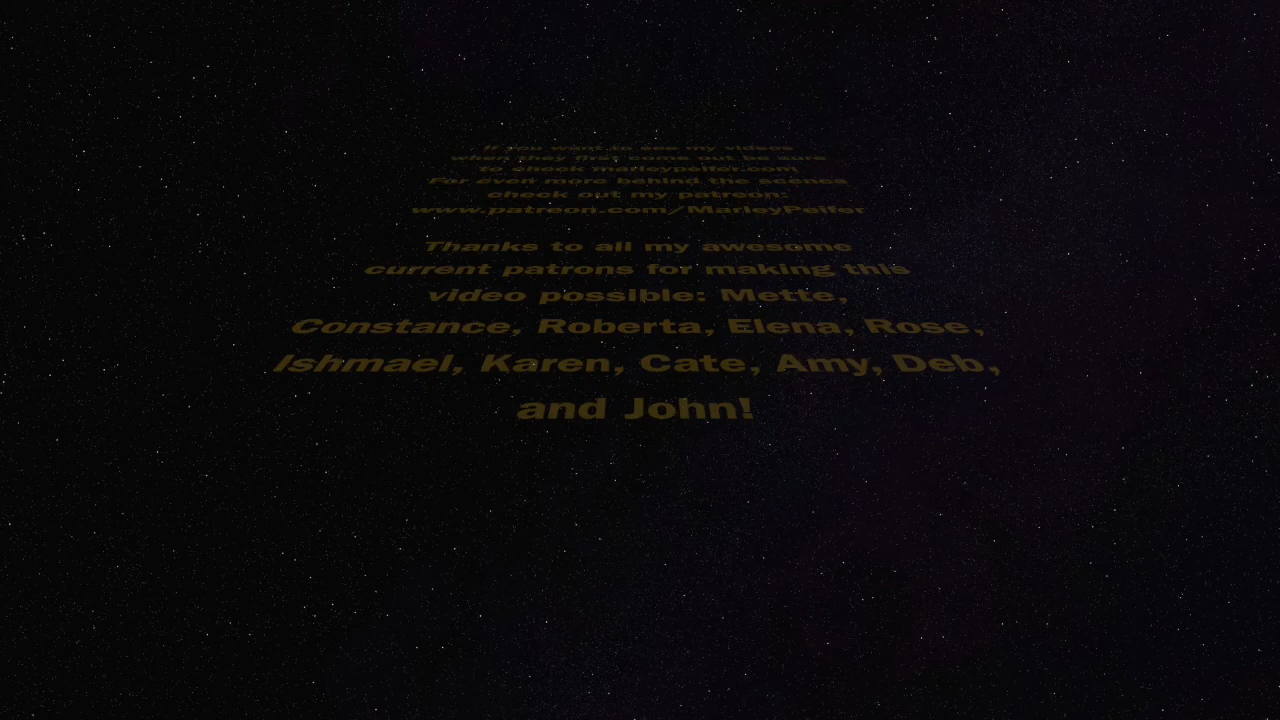 If you want to see my videos
when they first come out be sure
to check marleypeifer.com
For even more behind the scenes
check out my patreon:
www.patreon.com/MarleyPeifer
Thanks to all my awesome
current patrons for making this
video possible: Mette,
Constance, Roberta, Elena, Rose,
Ishmael, Karen, Cate, Amy, Deb,
and John!